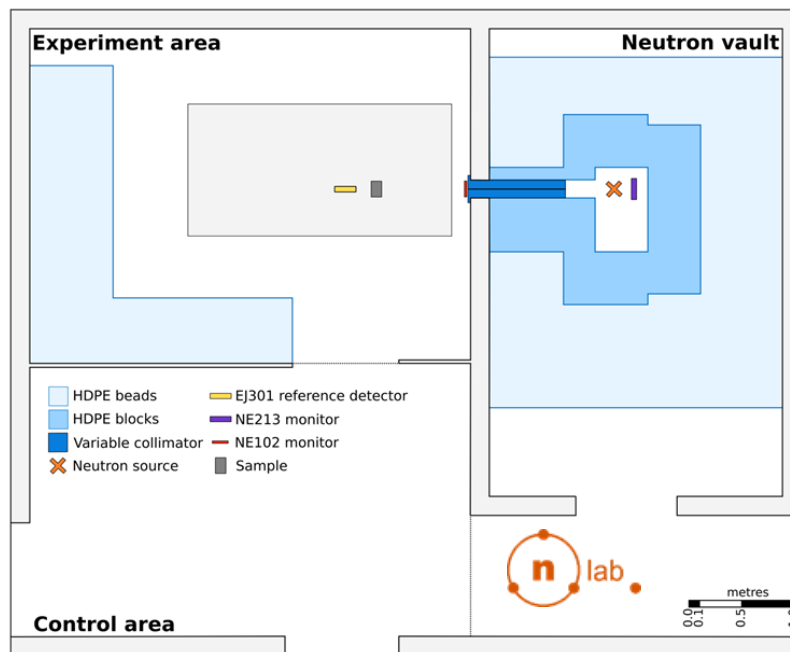 Experiment area
Neutron vault
HDPE beads
HDPE blocks
Variable collimator
Neutron source
EJ301 reference detector
NE213 monitor
NE102 monitor
Sample
n lab
metres
0.0
0.1
0.5
Control area